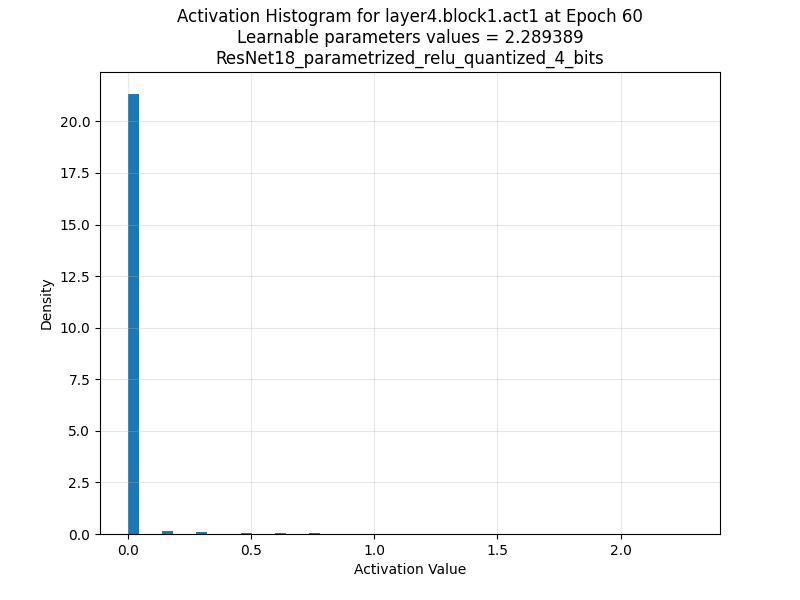 Activation Histogram for layer4.block1.act1 at Epoch 60
Learnable parameters values = 2.289389
ResNet18_parametrized_relu_quantized_4_bits
20.0
17.5
15.0
12.5
10.0
7.5
5.0
2.5
0.0
Density
0.0 0.5 1.0 1.5 2.0
Activation Value